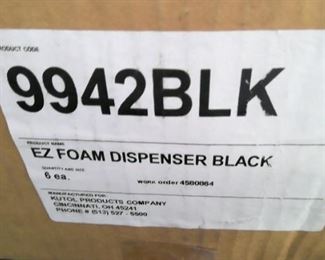 PRODUCT CODE
9942BLK
PRODUCT NAME
EZ FOAM DISPENSER BLACK
QUANTITY AND SIZE
6 ea.
work order 4580064
MANUFACTURED FOR:
KUTOL PRODUCTS COMPANY
CINCINNATI, OH 45241
PHONE # (513) 527 - 5500